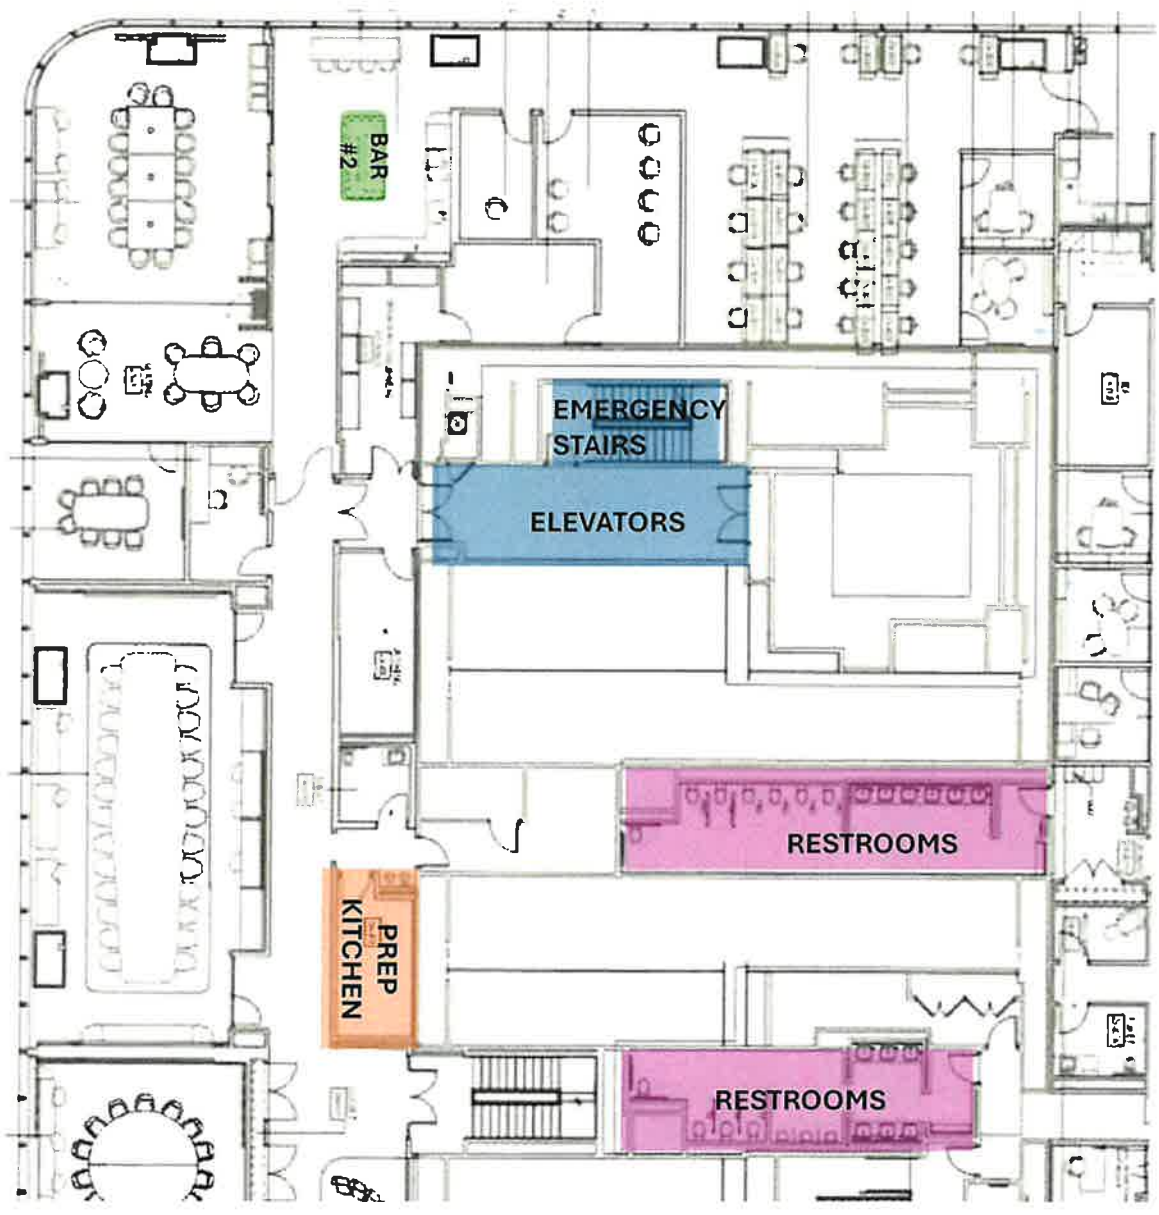 BAR
#2
EMERGENCY
STAIRS
ELEVATORS
RESTROOMS
PREP
KITCHEN
RESTROOMS